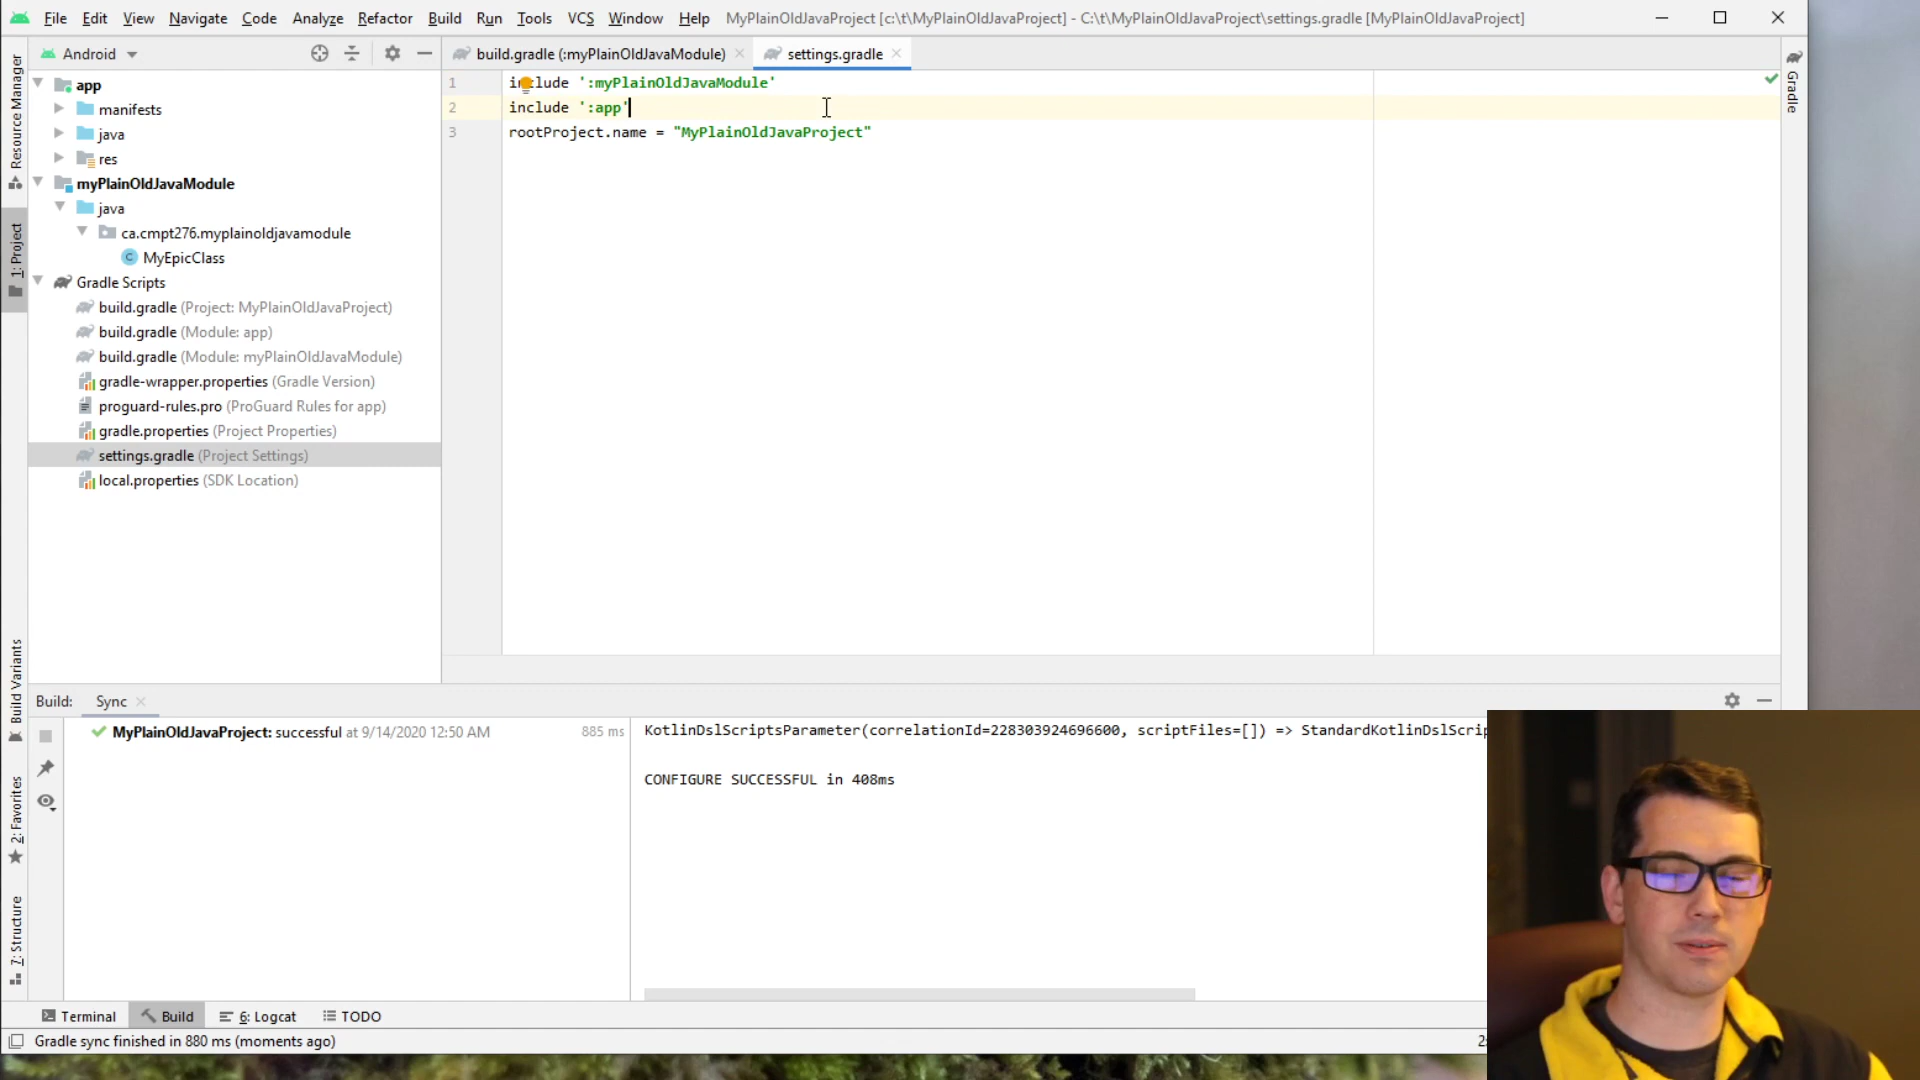 File Edit View Navigate Code Analyze Refactor Build Run Tools VCS Window Help MyPlainOldJavaProject [c:\t\MyPlainOldJavaProject] - C:\t\MyPlainOldJavaProject\settings.gradle [MyPlainOldJavaProject]
Android
build.gradle (:myPlainOldJavaModule)
settings.gradle
Resource Manager
1: Project
Build Variants
2: Favorites
7: Structure
Gradle
app
manifests
java
res
myPlainOldJavaModule
java
ca.cmpt276.myplainoldjavamodule
MyEpicClass
Gradle Scripts
build.gradle (Project: MyPlainOldJavaProject)
build.gradle (Module: app)
build.gradle (Module: myPlainOldJavaModule)
gradle-wrapper.properties (Gradle Version)
proguard-rules.pro (ProGuard Rules for app)
gradle.properties (Project Properties)
settings.gradle (Project Settings)
local.properties (SDK Location)
1 include ':myPlainOldJavaModule'
2 include ':app'
3 rootProject.name = "MyPlainOldJavaProject"
Build: Sync
MyPlainOldJavaProject: successful at 9/14/2020 12:50 AM 885 ms
KotlinDslScriptsParameter(correlationId=228303924696600, scriptFiles=[]) => StandardKotlinDslScrip
CONFIGURE SUCCESSFUL in 408ms
Terminal Build 6: Logcat TODO
Gradle sync finished in 880 ms (moments ago)